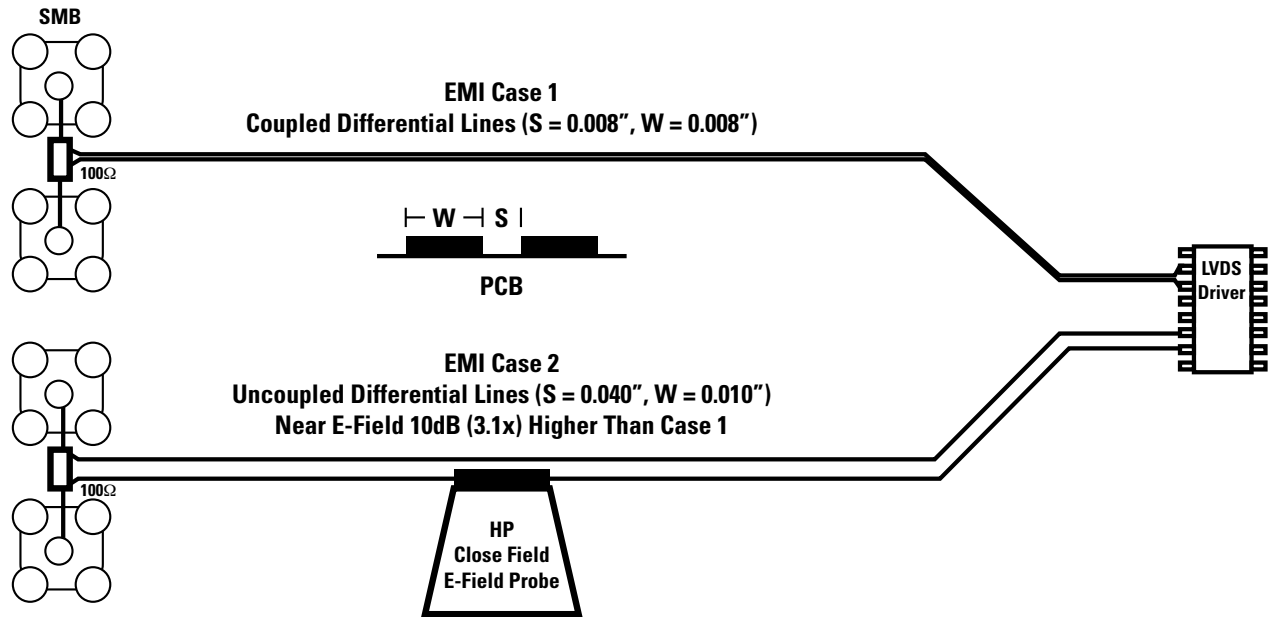 SMB
EMI Case 1
Coupled Differential Lines (S = 0.008”, W = 0.008”)
100Ω
W S
PCB
LVDS
Driver
EMI Case 2
Uncoupled Differential Lines (S = 0.040”, W = 0.010”)
Near E-Field 10dB (3.1x) Higher Than Case 1
100Ω
HP
Close Field
E-Field Probe